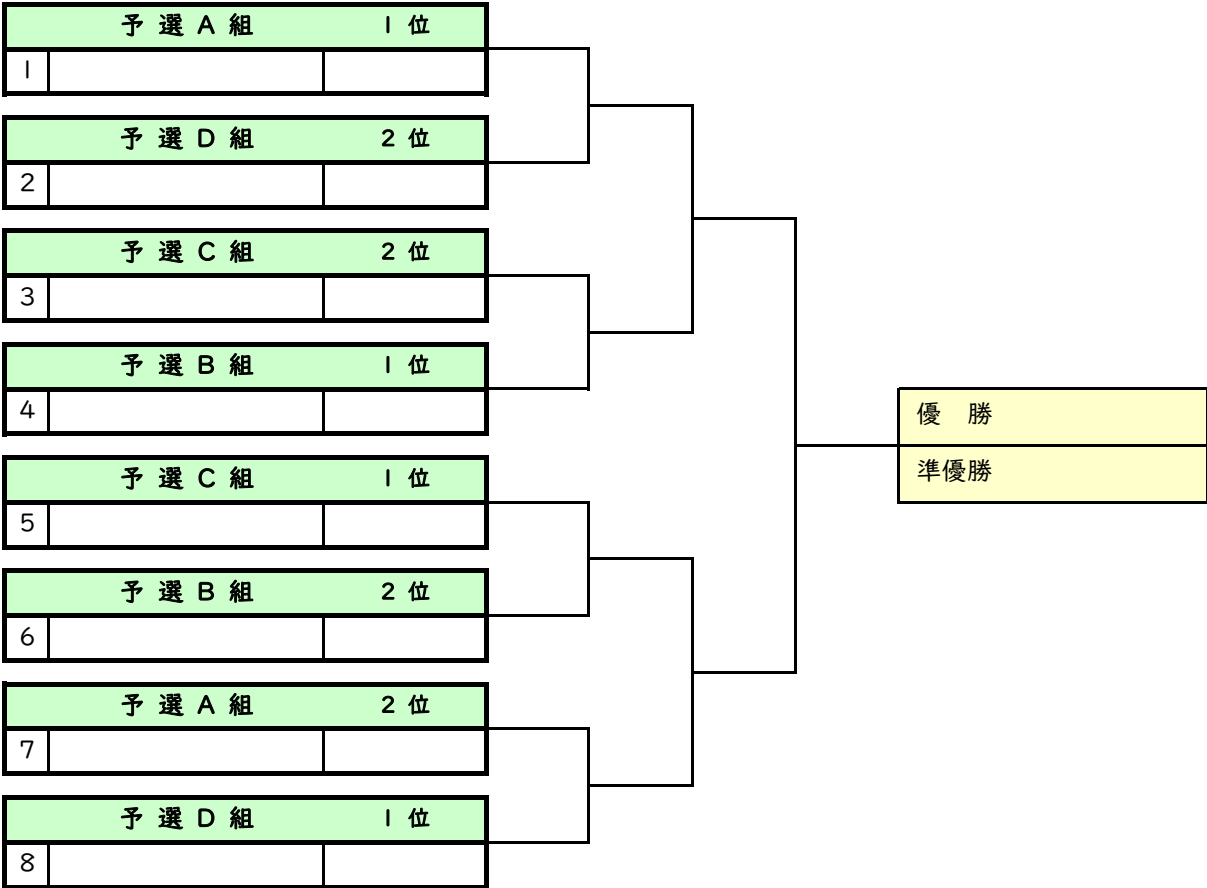 予 選 A 組 1 位
1
予 選 D 組 2 位
2
予 選 C 組 2 位
3
予 選 B 組 1 位
4
予 選 C 組 1 位
5
予 選 B 組 2 位
6
予 選 A 組 2 位
7
予 選 D 組 1 位
8
優 勝
準優勝